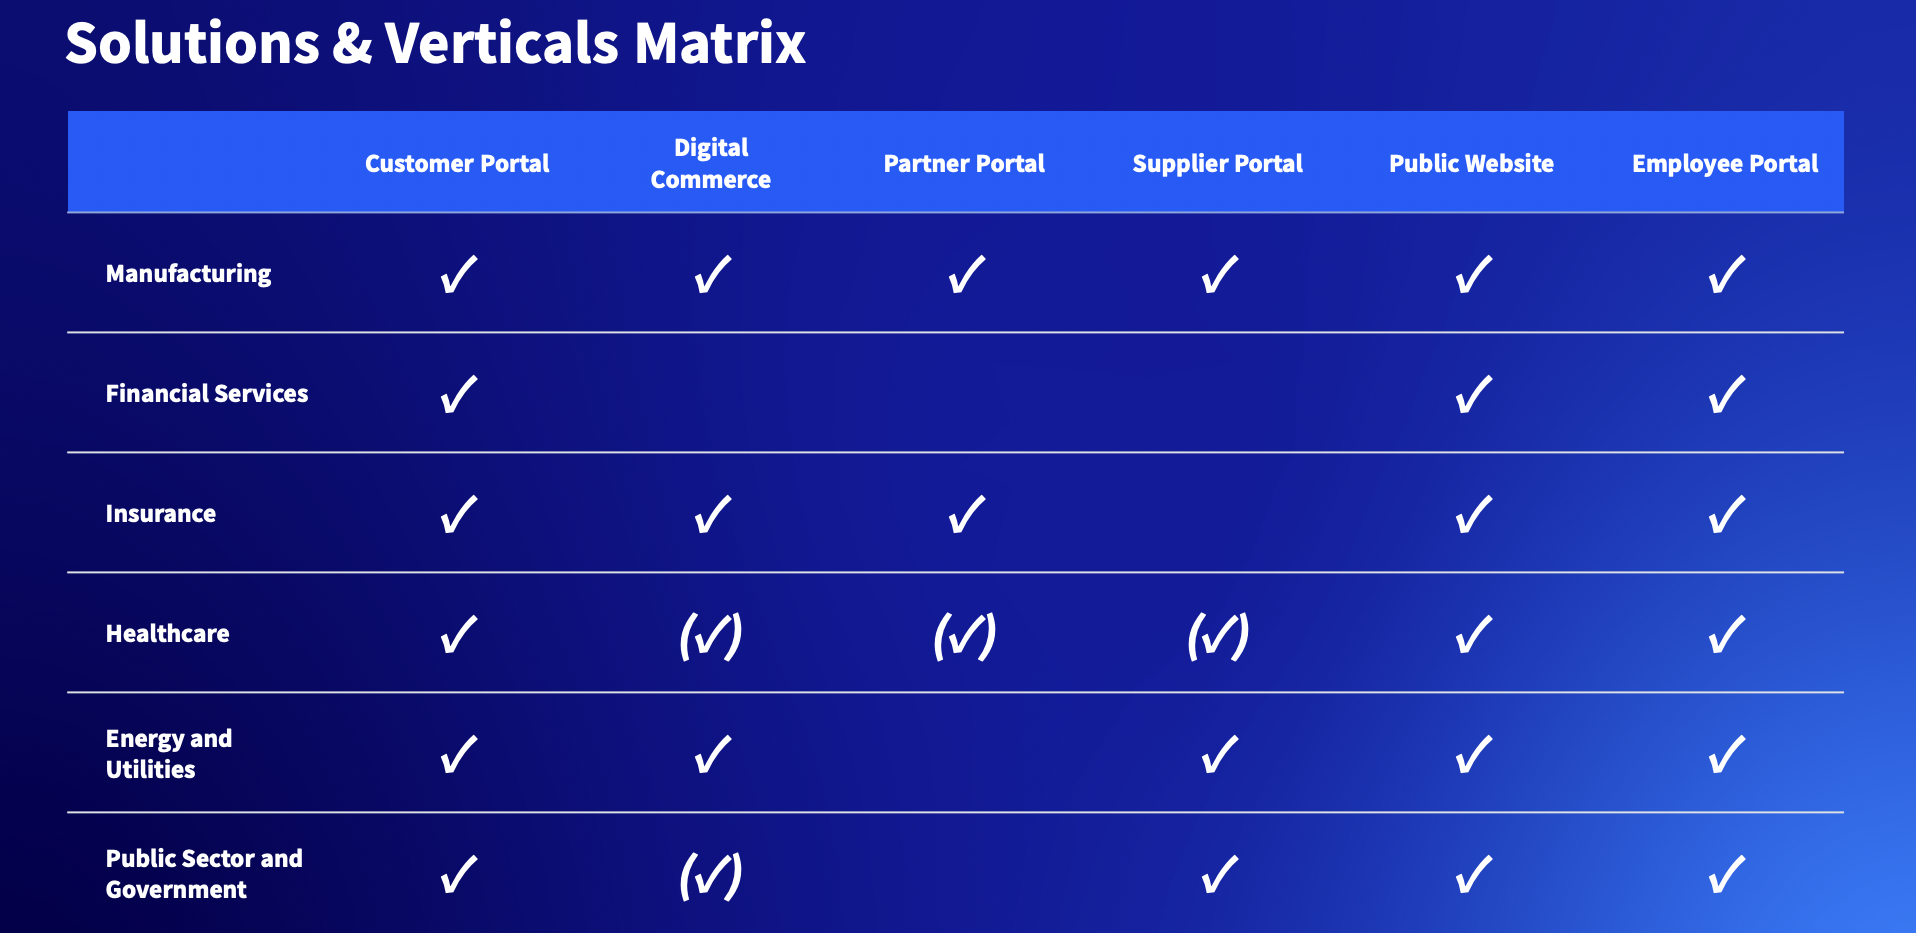 Solutions & Verticals Matrix
Customer Portal
Digital
Commerce
Partner Portal
Supplier Portal
Public Website
Employee Portal
Manufacturing ✓ ✓ ✓ ✓ ✓ ✓
Financial Services ✓ ✓ ✓
Insurance ✓ ✓ ✓ ✓ ✓
Healthcare ✓ (✓) (✓) (✓) ✓ ✓
Energy and
Utilities ✓ ✓ ✓ ✓ ✓
Public Sector and
Government ✓ (✓) ✓ ✓ ✓